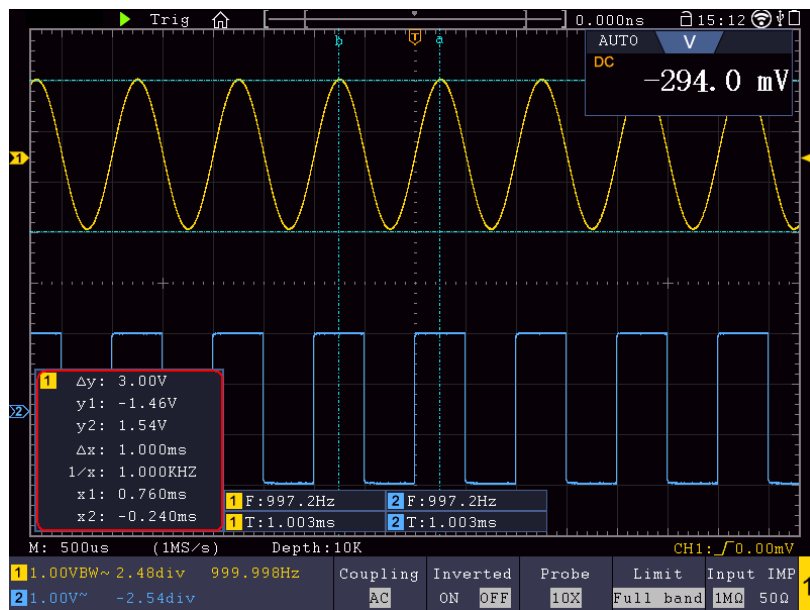 Trig 0.000ns 15:12
b T a
AUTO V
DC
-294.0 mV
1
1 Δy: 3.00V
y1: -1.46V
2 y2: 1.54V
Δx: 1.000ms
1/x: 1.000KHZ
x1: 0.760ms
x2: -0.240ms
1 F:997.2Hz 2 F:997.2Hz
1 T:1.003ms 2 T:1.003ms
M: 500us (1MS/s) Depth:10K CH1: 0.00mV
1 1.00VBW~ 2.48div 999.998Hz Coupling Inverted Probe Limit Input IMP 1
2 1.00V~ -2.54div AC ON OFF 10X Full band 1MΩ 50Ω